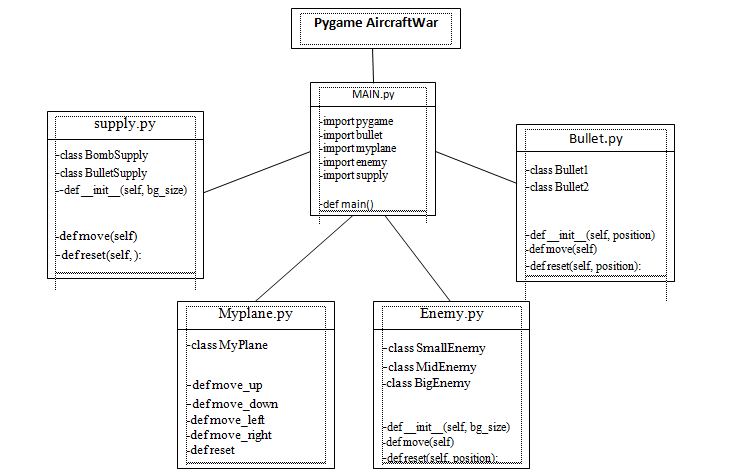 Pygame AircraftWar
MAIN.py
-import pygame
-import bullet
-import myplane
-import enemy
-import supply
-def main()
supply.py
-class BombSupply
-class BulletSupply
--def __init__(self, bg_size)
-def move(self)
-def reset(self, ):
Bullet.py
-class Bullet1
-class Bullet2
-def __init__(self, position)
-def move(self)
-def reset(self, position):
Myplane.py
-class MyPlane
-def move_up
-def move_down
-def move_left
-def move_right
-def reset
Enemy.py
-class SmallEnemy
-class MidEnemy
-class BigEnemy
-def __init__(self, bg_size)
-def move(self)
-def reset(self, position):